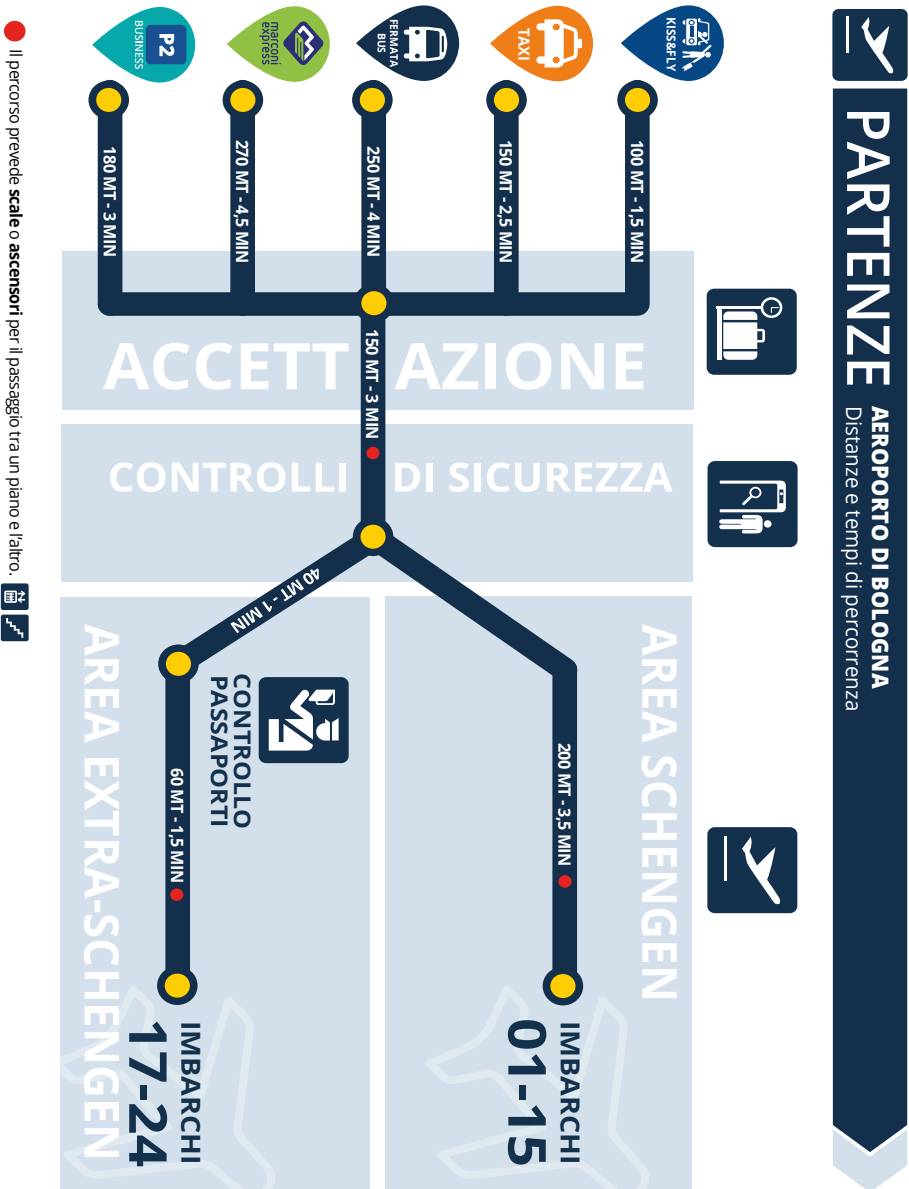 PARTENZE
AEROPORTO DI BOLOGNA
Distanze e tempi di percorrenza
KISS&FLY
100 MT - 1,5 MIN
TAXI
150 MT - 2,5 MIN
FERMATA
BUS
250 MT - 4 MIN
marconi
express
270 MT - 4,5 MIN
P2
BUSINESS
180 MT - 3 MIN
ACCETTAZIONE
150 MT - 3 MIN
CONTROLLI DI SICUREZZA
AREA SCHENGEN
200 MT - 3,5 MIN
IMBARCHI
01-15
40 MT - 1 MIN
CONTROLLO
PASSAPORTI
60 MT - 1,5 MIN
IMBARCHI
17-24
AREA EXTRA-SCHENGEN
Il percorso prevede scale o ascensori per il passaggio tra un piano e l'altro.